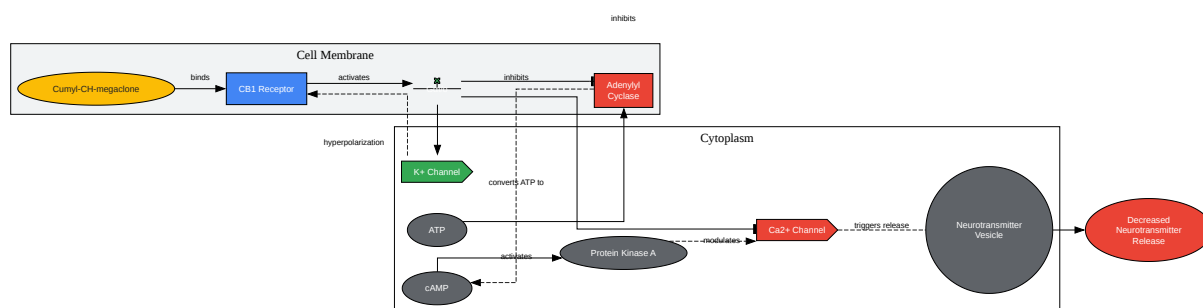 inhibits
Cell Membrane
Cumyl-CH-megaclone
binds
CB1 Receptor
activates
inhibits
Adenylyl
Cyclase
Cytoplasm
hyperpolarization
K+ Channel
converts ATP to
ATP
Ca2+ Channel
triggers release
Neurotransmitter
Vesicle
Decreased
Neurotransmitter
Release
modulates
Protein Kinase A
activates
cAMP